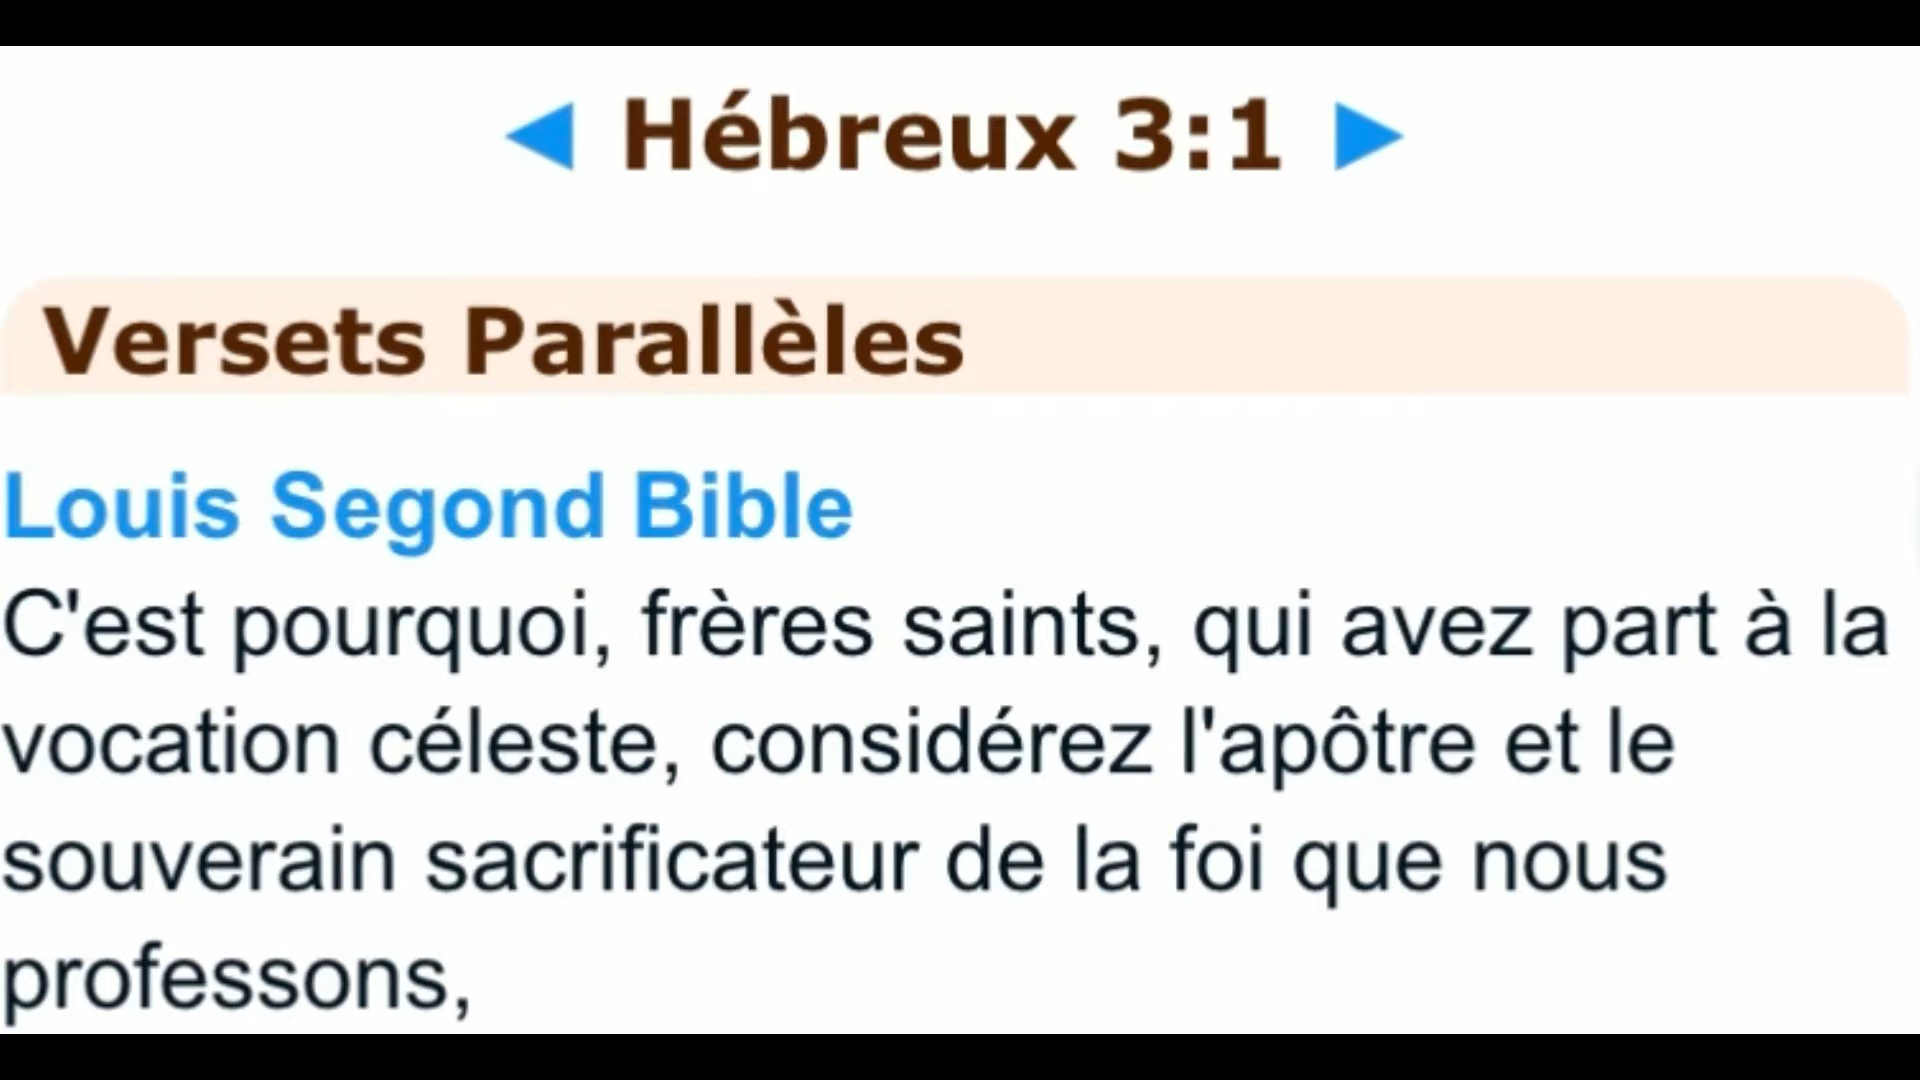 Hébreux 3:1
Versets Parallèles
Louis Segond Bible
C'est pourquoi, frères saints, qui avez part à la
vocation céleste, considérez l'apôtre et le
souverain sacrificateur de la foi que nous
professons,